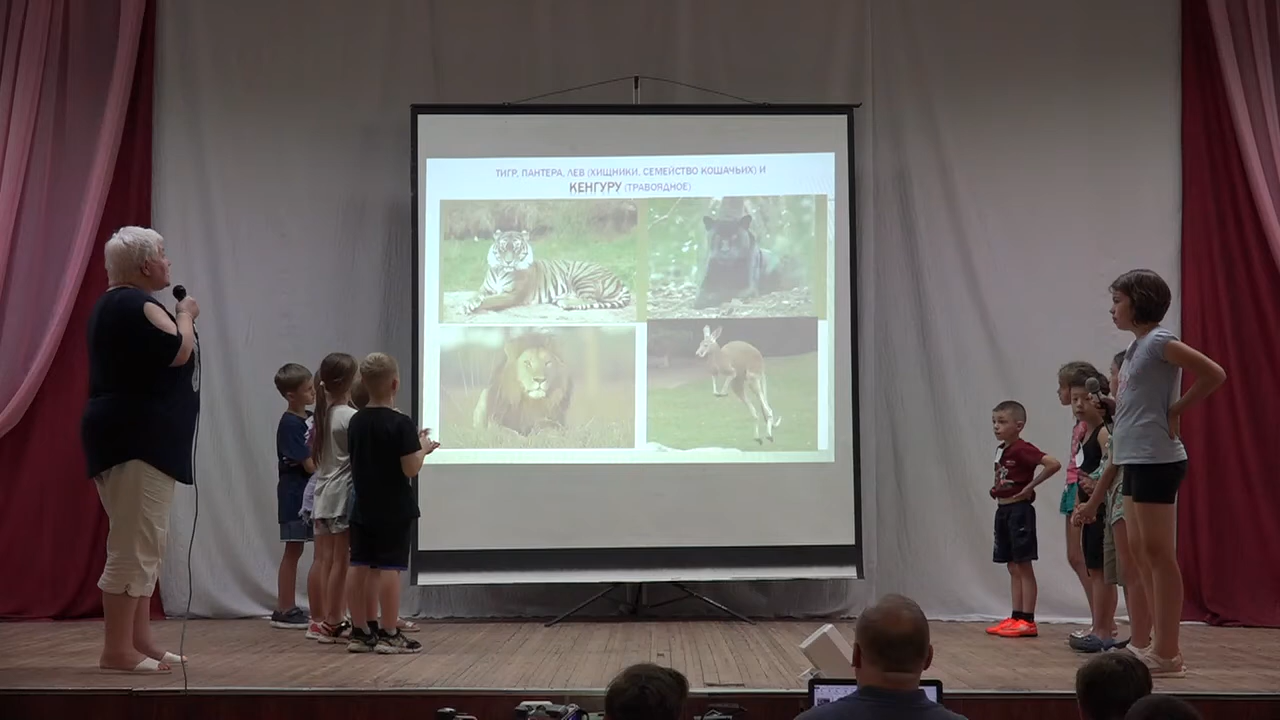 ТИГР, ПАНТЕРА, ЛЕВ (ХИЩНИКИ, СЕМЕЙСТВО КОШАЧЬИХ) И
КЕНГУРУ (ТРАВОЯДНОЕ)